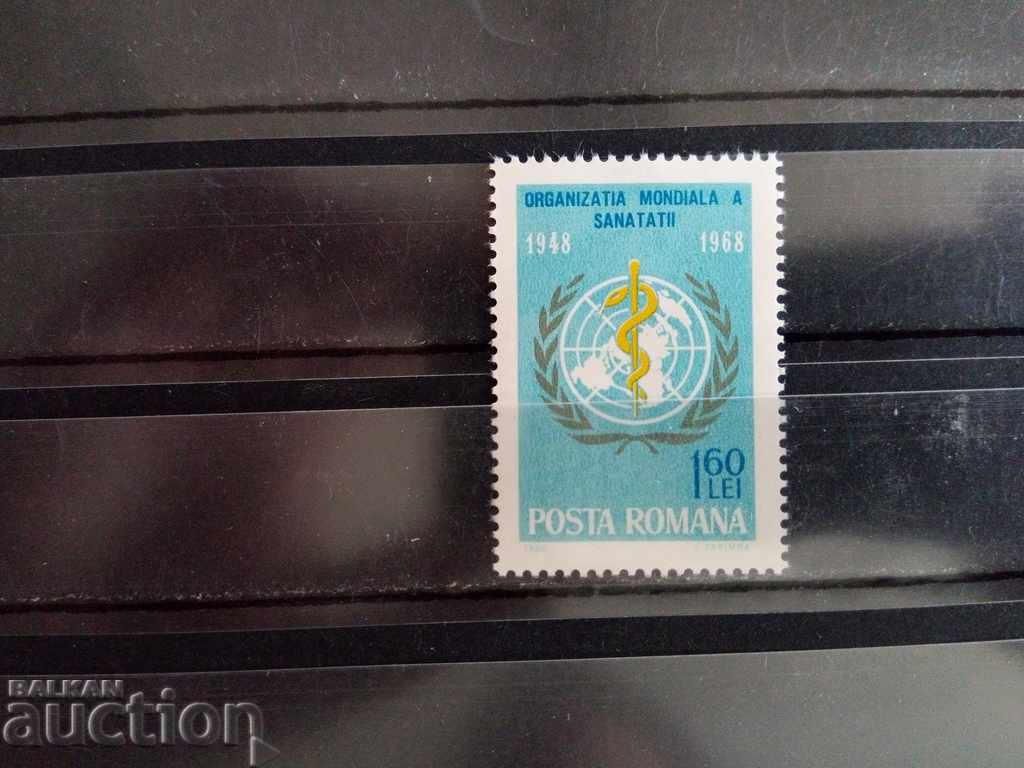 ORGANIZATIA MONDIALA A
SANATATII
1948 1968
1 60
LEI
POSTA ROMANA
BALKAN
auction